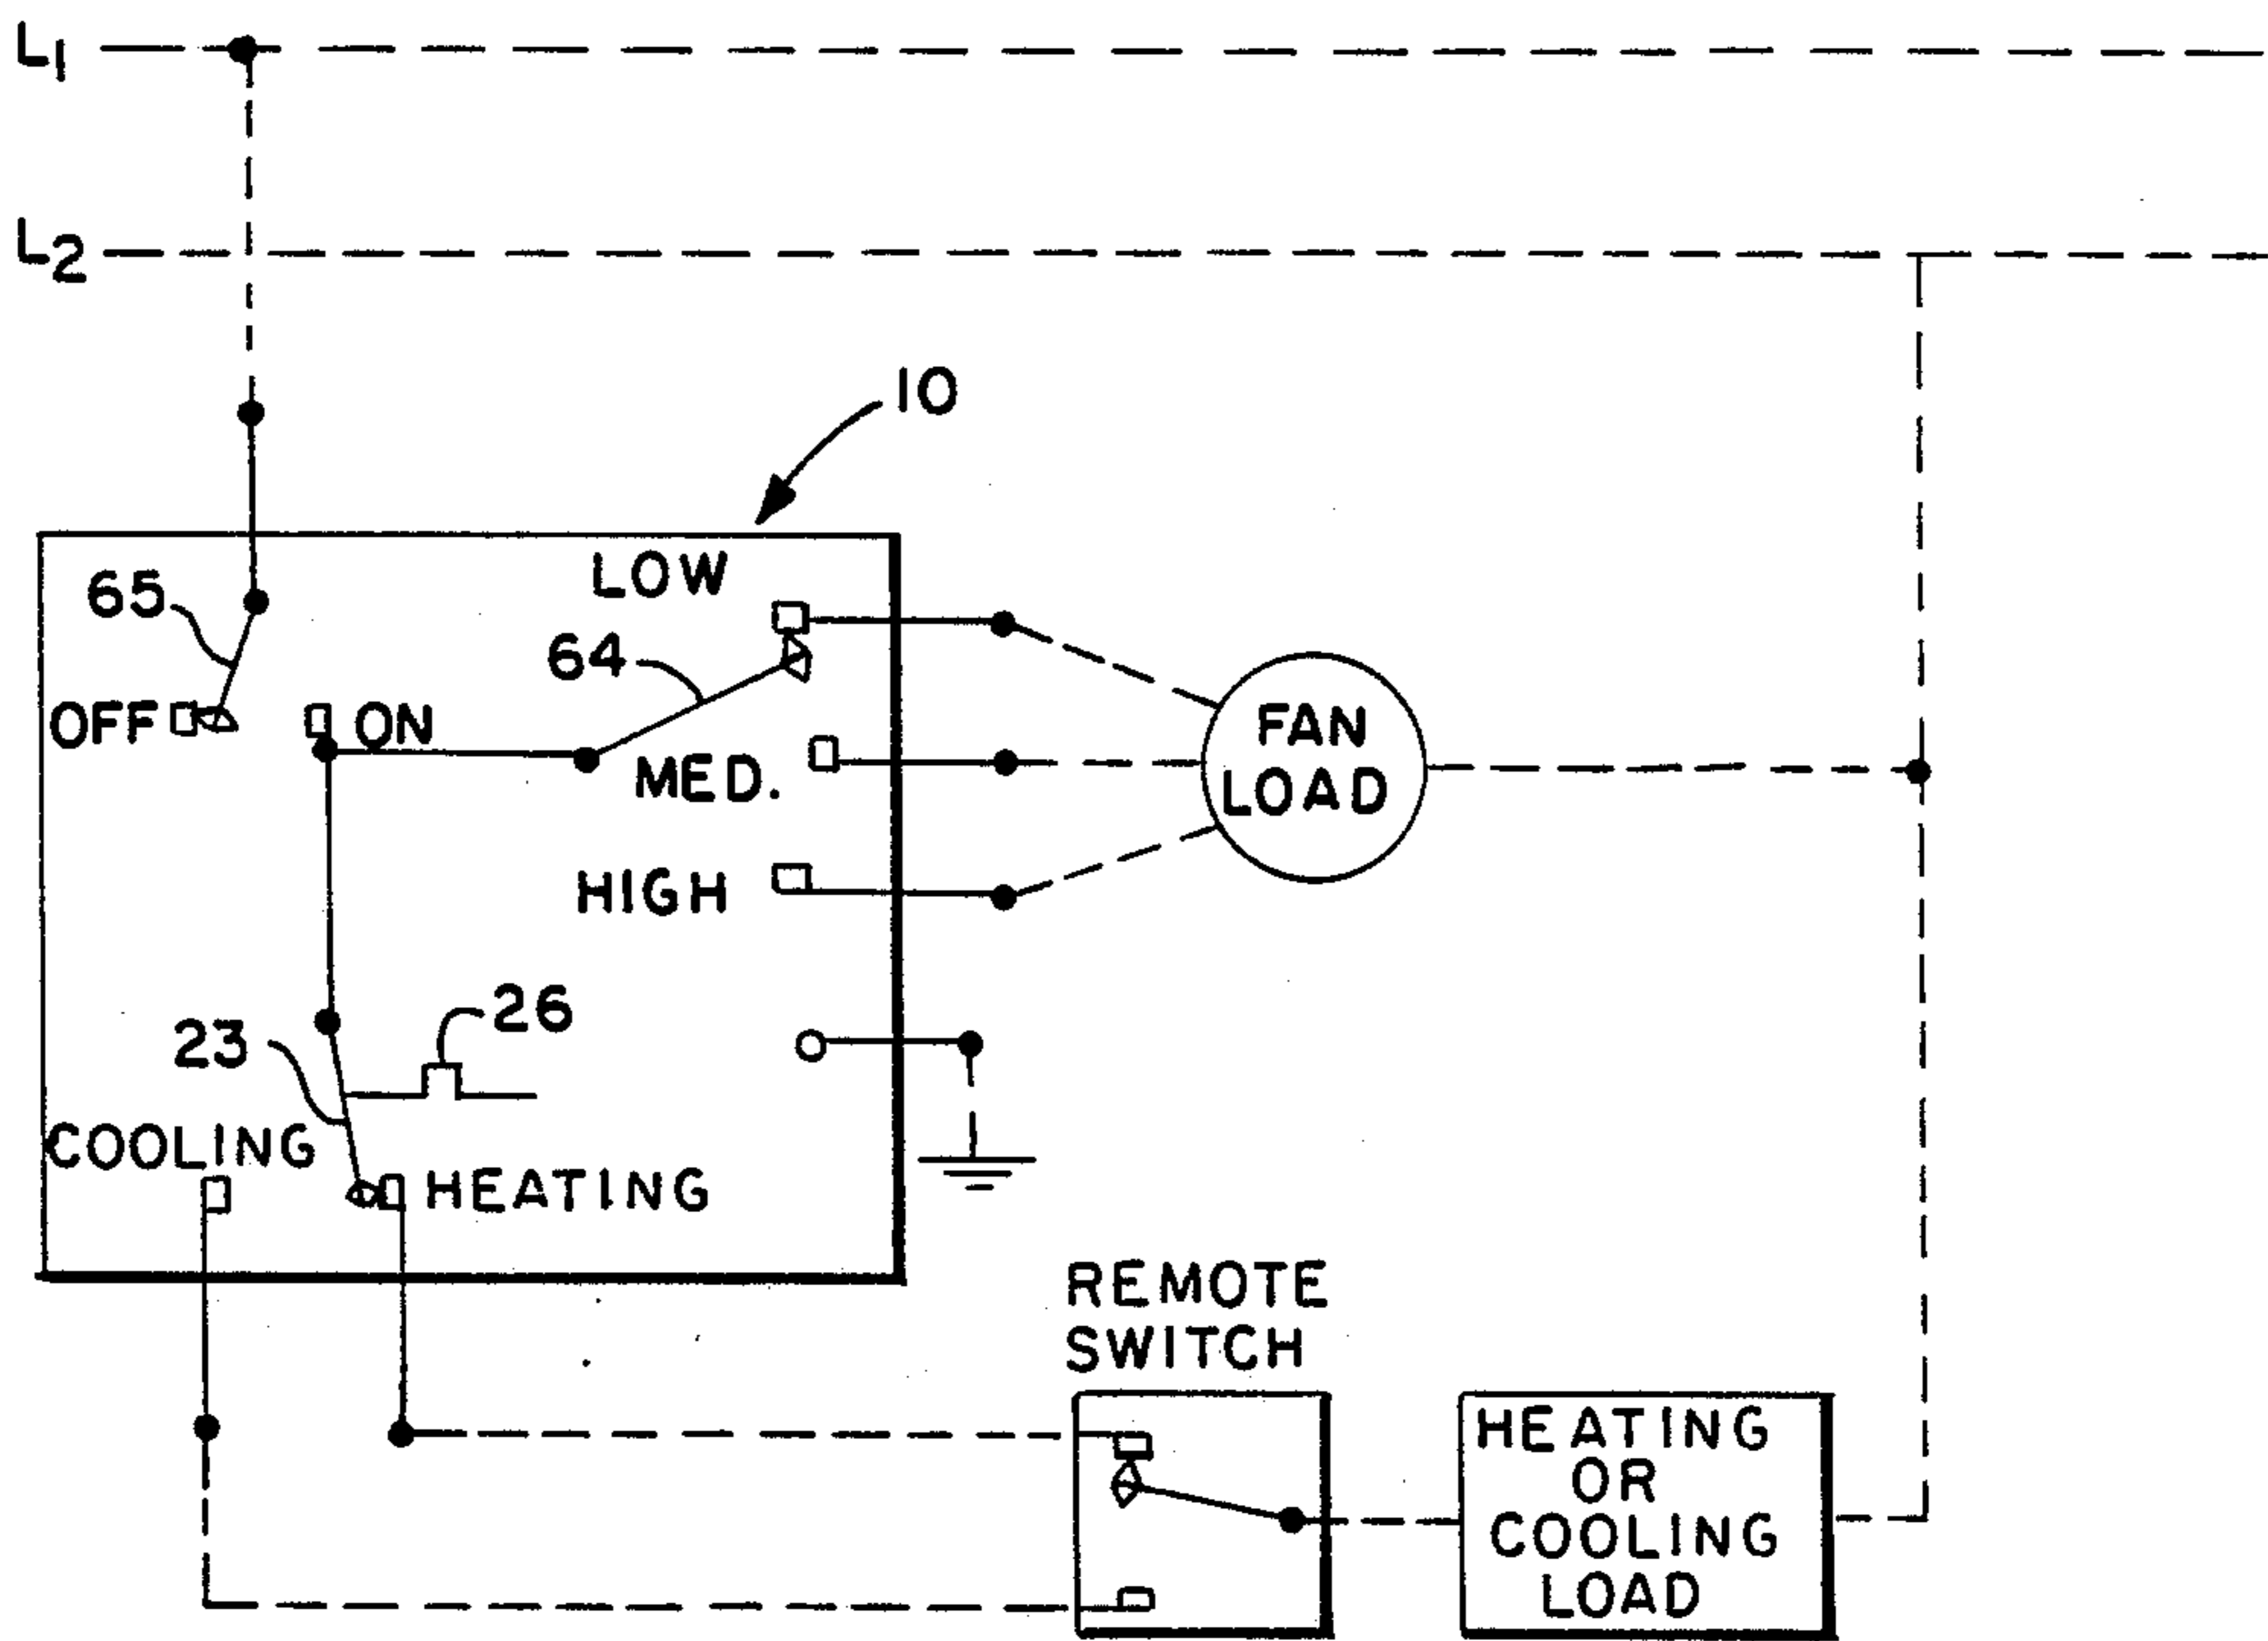 L1
L2
10
LOW
65
64
OFF
ON
MED.
FAN
LOAD
HIGH
26
23
COOLING
HEATING
REMOTE
SWITCH
HEATING
OR
COOLING
LOAD